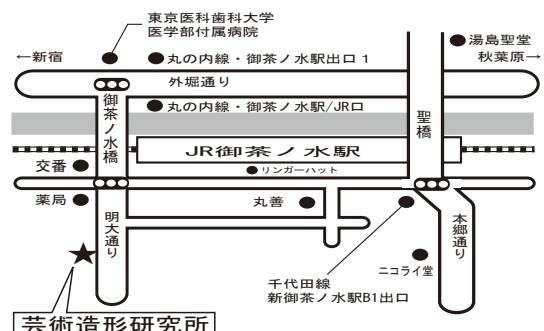 東京医科歯科大学
医学部付属病院
湯島聖堂
←新宿
丸の内線・御茶ノ水駅出口1
秋葉原→
外堀通り
丸の内線・御茶ノ水駅/JR口
御茶ノ水橋
聖橋
JR御茶ノ水駅
交番
リンガーハット
薬局
丸善
明大通り
本郷通り
ニコライ堂
千代田線
新御茶ノ水駅B1出口
芸術造形研究所